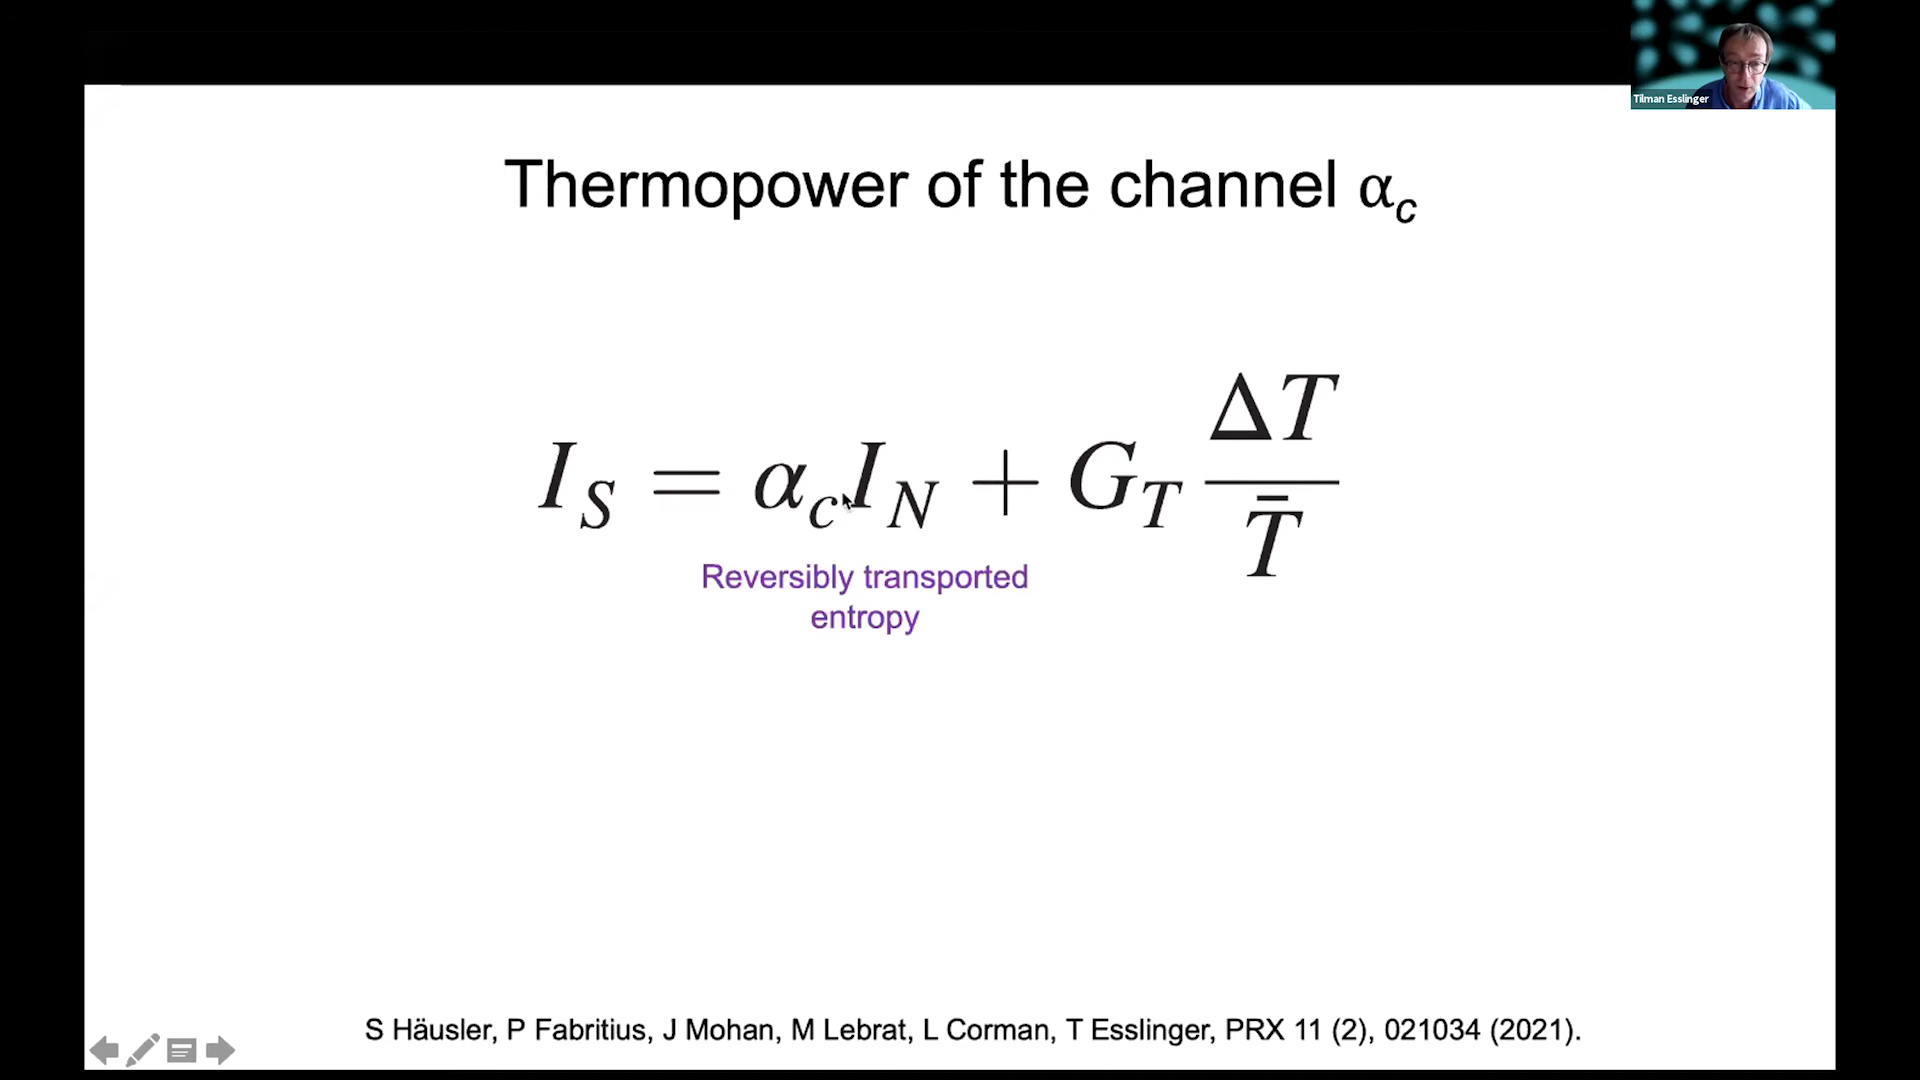 Tilman Esslinger
Thermopower of the channel α_c
I_S = α_c I_N + G_T ΔT / T̄
Reversibly transported
entropy
S Häusler, P Fabritius, J Mohan, M Lebrat, L Corman, T Esslinger, PRX 11 (2), 021034 (2021).